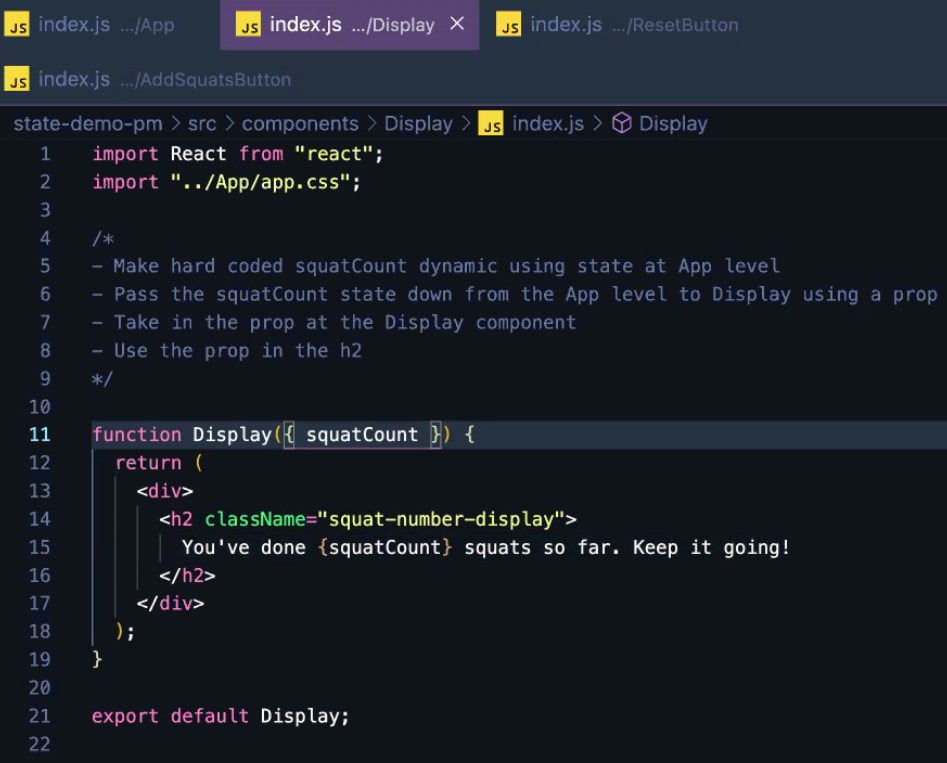 JS index.js .../App JS index.js .../Display × JS index.js .../ResetButton
JS index.js .../AddSquatsButton
state-demo-pm > src > components > Display > JS index.js > Display
1 import React from "react";
2 import "../App/app.css";
3
4 /*
5 - Make hard coded squatCount dynamic using state at App level
6 - Pass the squatCount state down from the App level to Display using a prop
7 - Take in the prop at the Display component
8 - Use the prop in the h2
9 */
10
11 function Display({ squatCount }) {
12 return (
13 <div>
14 <h2 className="squat-number-display">
15 You've done {squatCount} squats so far. Keep it going!
16 </h2>
17 </div>
18 );
19 }
20
21 export default Display;
22